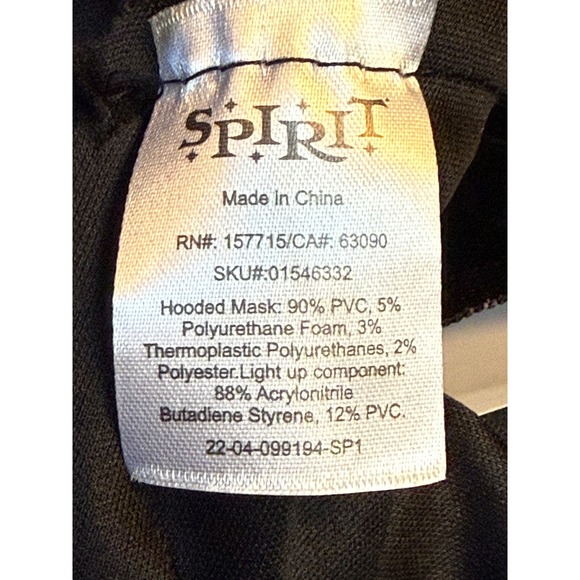 SPIRIT
Made in China
RN#: 157715/CA#: 63090
SKU#:01546332
Hooded Mask: 90% PVC, 5%
Polyurethane Foam, 3%
Thermoplastic Polyurethanes, 2%
Polyester.Light up component:
88% Acrylonitrile
Butadiene Styrene, 12% PVC.
22-04-099194-SP1